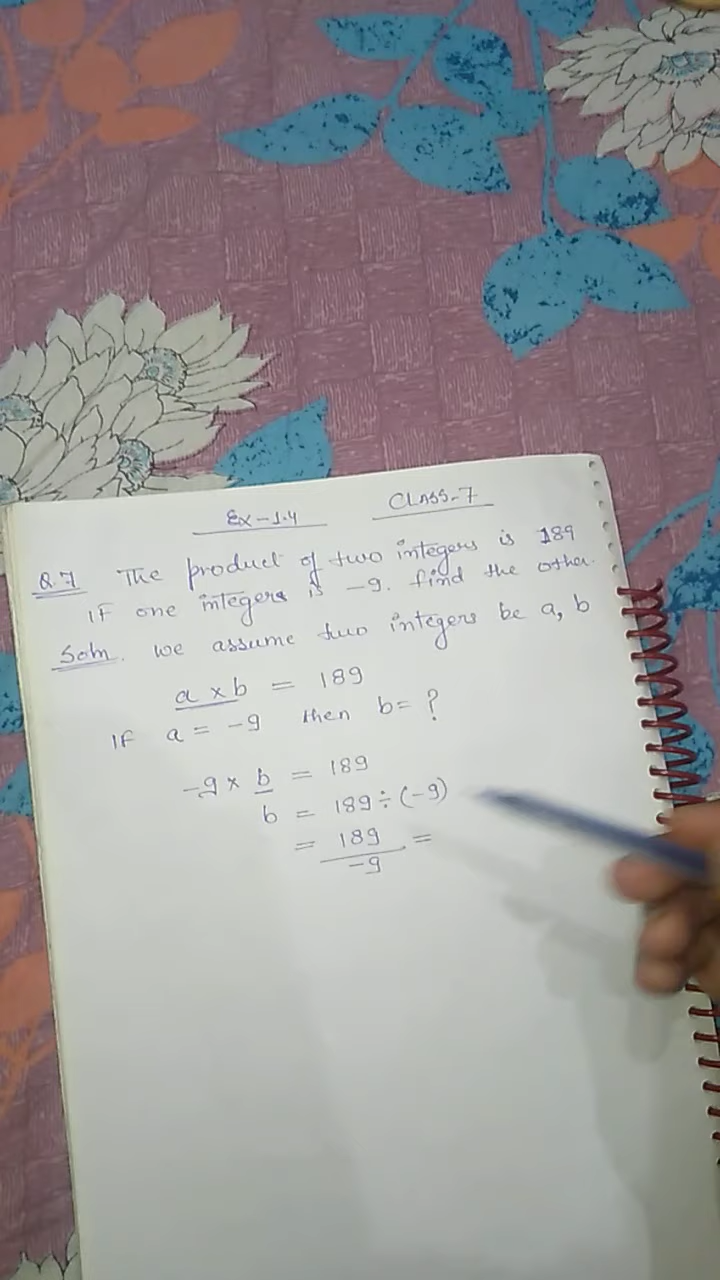 Ex-1.4 CLASS-7
Q.7 The product of two integers is 189
IF one integers is -9. find the other.
Soln. we assume two integers be a, b
a × b = 189
IF a = -9 then b = ?
-9 × b = 189
b = 189 ÷ (-9)
= 189/-9 =